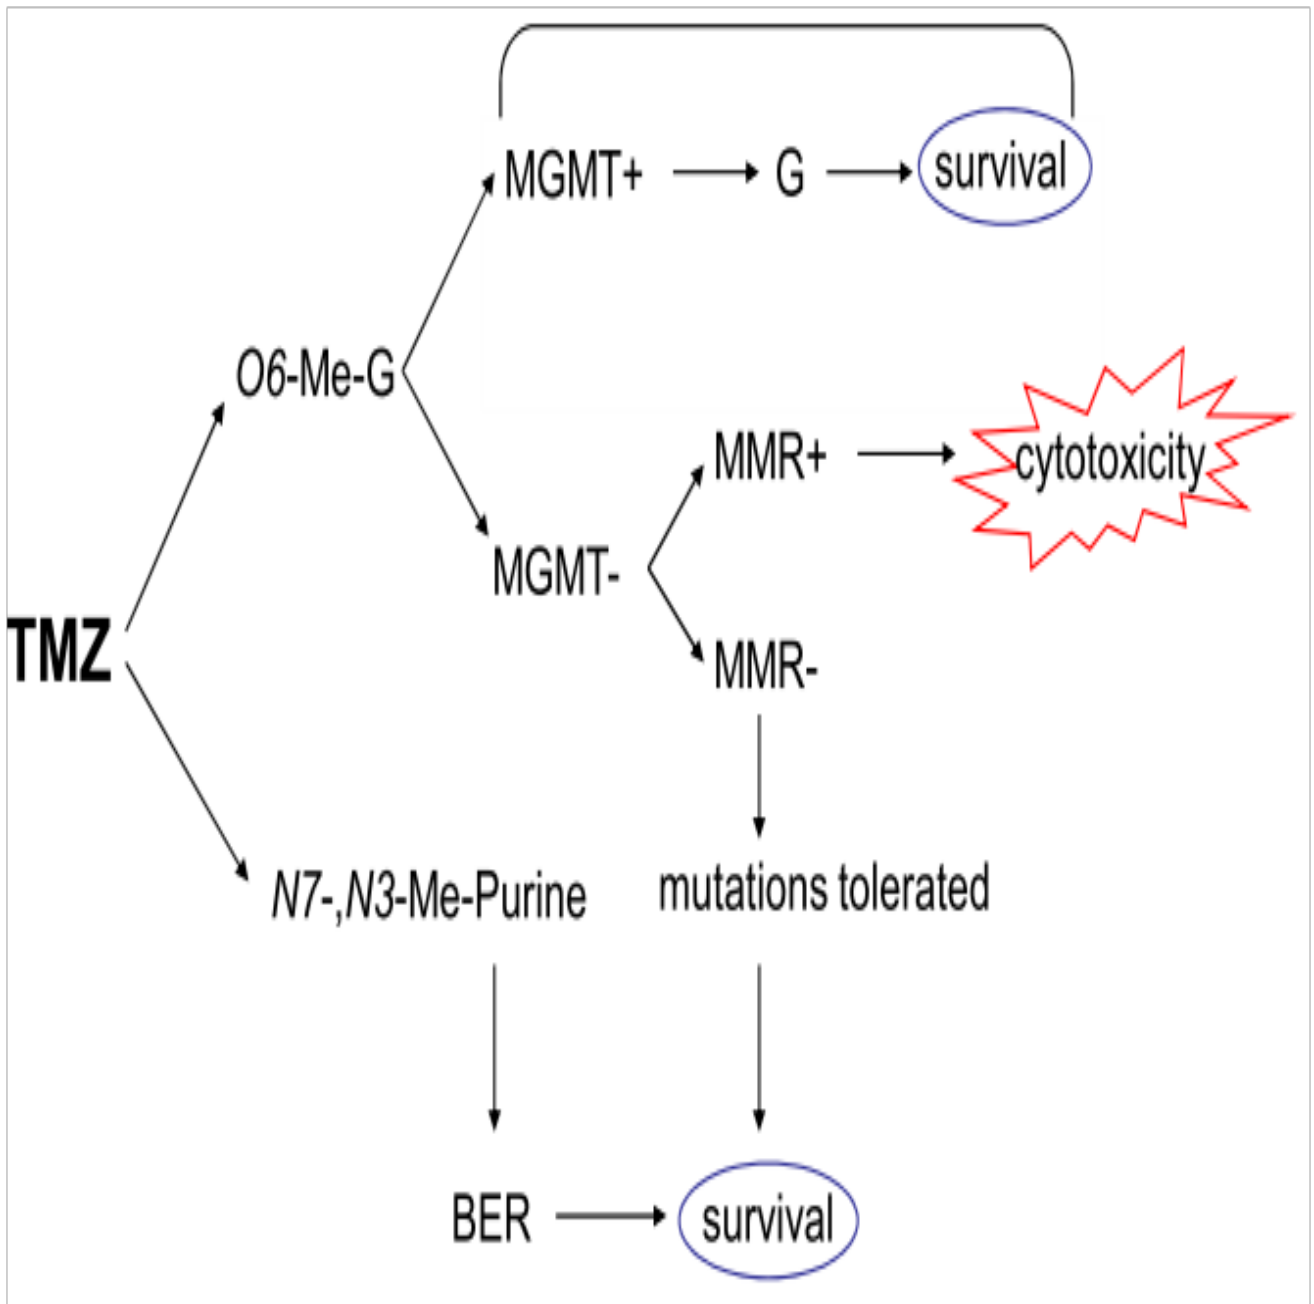 MGMT+ G survival
O6-Me-G
MMR+ cytotoxicity
MGMT-
TMZ
MMR-
N7-,N3-Me-Purine mutations tolerated
BER survival